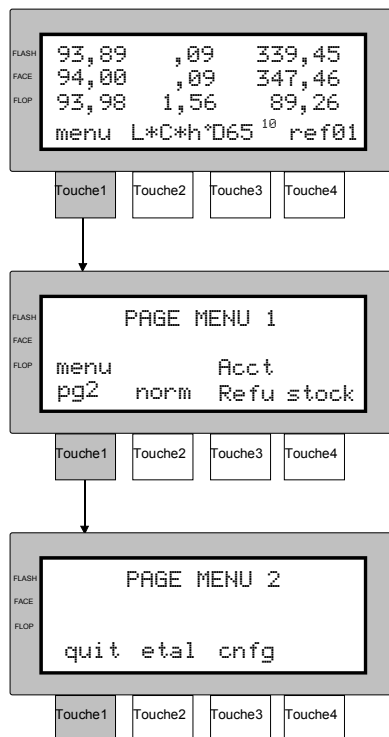 FLASH 93,89 ,09 339,45
FACE 94,00 ,09 347,46
FLOP 93,98 1,56 89,26
menu L*C*h°D65 10 ref01
Touche1 Touche2 Touche3 Touche4
FLASH PAGE MENU 1
FACE
FLOP menu Acct
pg2 norm Refu stock
Touche1 Touche2 Touche3 Touche4
FLASH PAGE MENU 2
FACE
FLOP
quit etal cnfg
Touche1 Touche2 Touche3 Touche4